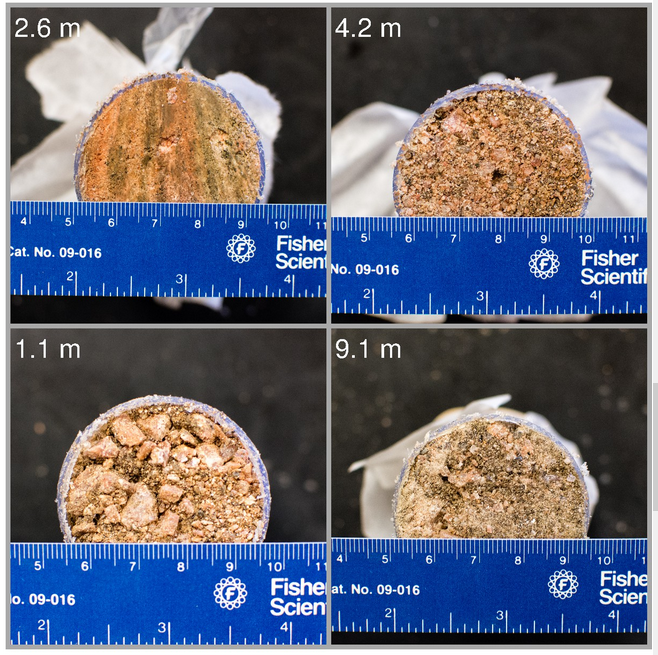 2.6 m
4 5 6 7 8 9 10 11
Cat. No. 09-016
F
Fisher
Scient
2 3 4
4.2 m
5 6 7 8 9 10 11
No. 09-016
F
Fisher
Scientif
2 3 4
1.1 m
5 6 7 8 9 10 11
lo. 09-016
F
Fishe
Scien
2 3 4
9.1 m
4 5 6 7 8 9 10
at. No. 09-016
F
Fishe
Scien
2 3 4